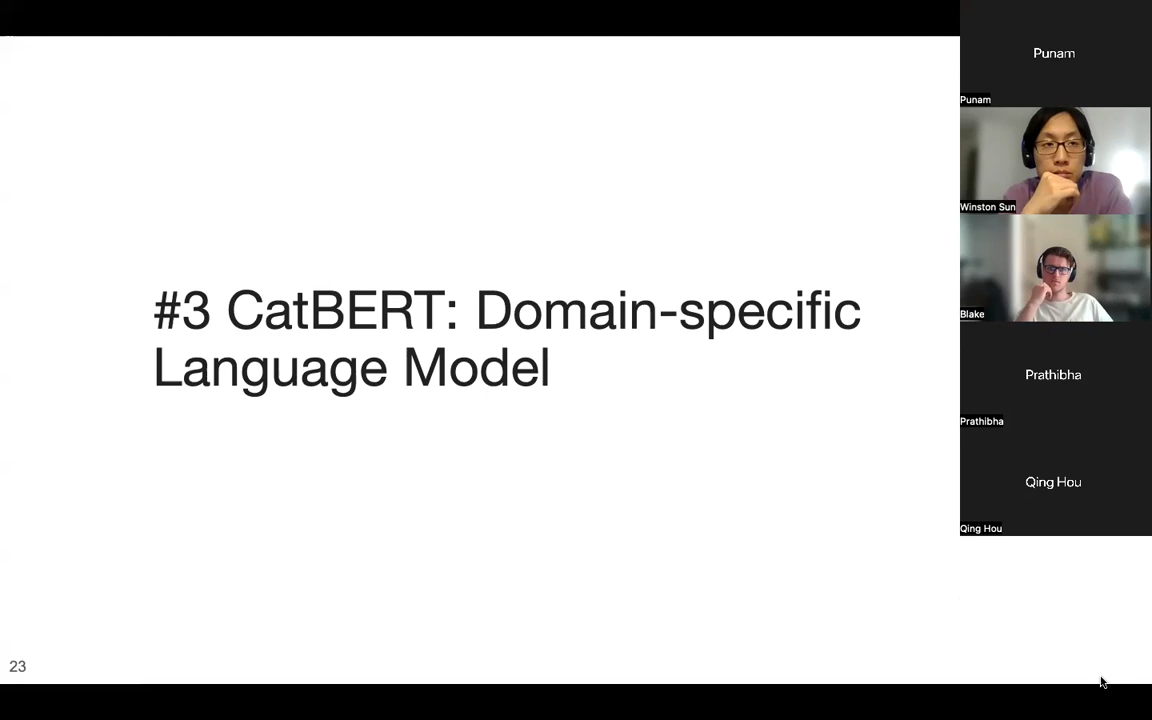 #3 CatBERT: Domain-specific
Language Model
23
Punam
Punam
Winston Sun
Blake
Prathibha
Prathibha
Qing Hou
Qing Hou